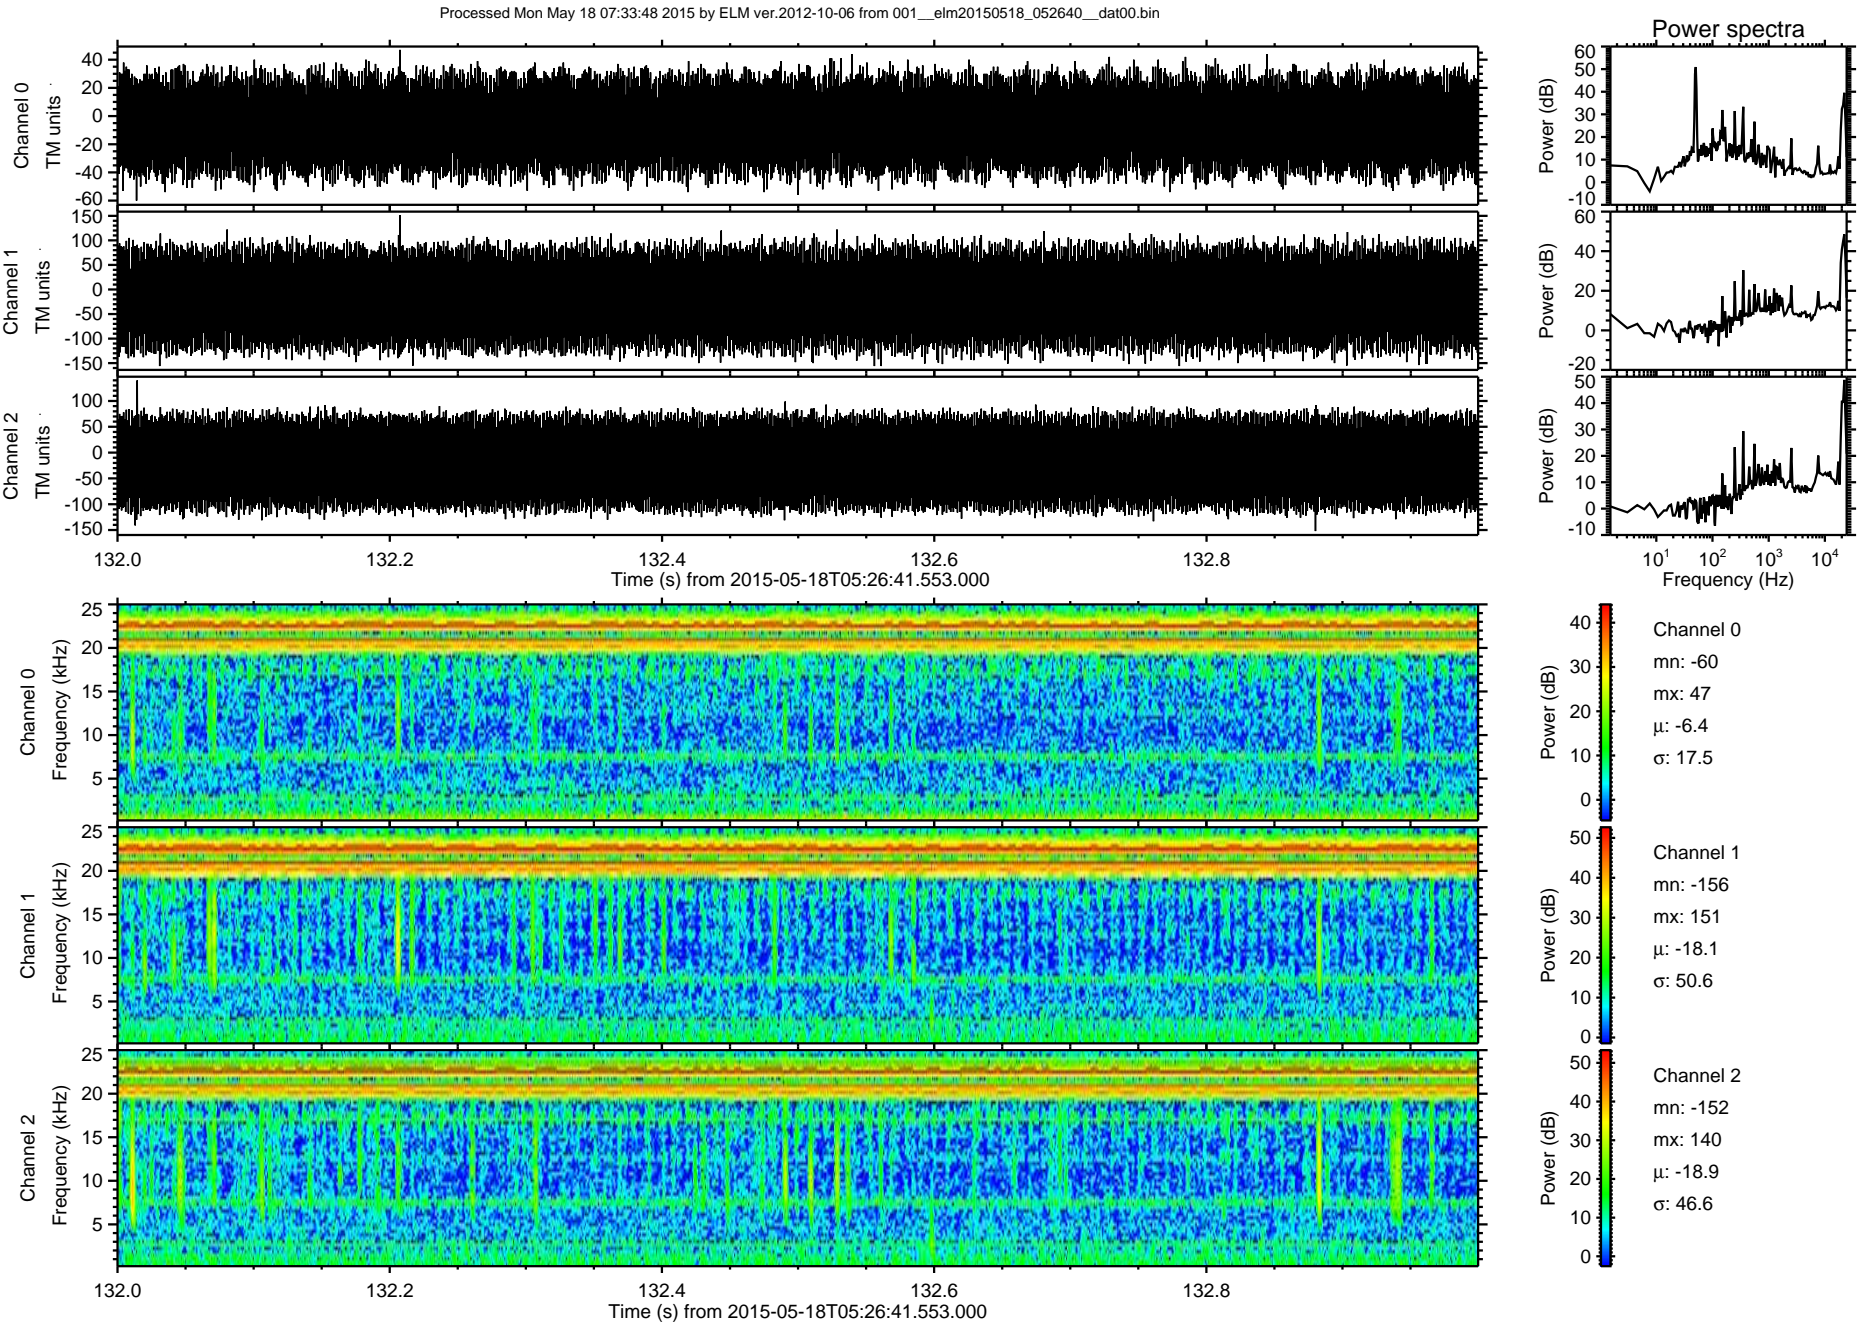 Processed Mon May 18 07:33:48 2015 by ELM ver.2012-10-06 from 001__elm20150518_052640__dat00.bin
Power spectra
Channel 0
TM units
40
20
0
-20
-40
-60
Power (dB)
60
50
40
30
20
10
0
-10
Channel 1
TM units
150
100
50
0
-50
-100
-150
Power (dB)
60
40
20
0
-20
Channel 2
TM units
100
50
0
-50
-100
-150
Power (dB)
50
40
30
20
10
0
-10
132.0 132.2 132.4 132.6 132.8
Time (s) from 2015-05-18T05:26:41.553.000
10^1 10^2 10^3 10^4
Frequency (Hz)
Channel 0
Frequency (kHz)
25
20
15
10
5
Power (dB)
40
30
20
10
0
Channel 0
mn: -60
mx: 47
μ: -6.4
σ: 17.5
Channel 1
Frequency (kHz)
25
20
15
10
5
Power (dB)
50
40
30
20
10
0
Channel 1
mn: -156
mx: 151
μ: -18.1
σ: 50.6
Channel 2
Frequency (kHz)
25
20
15
10
5
Power (dB)
50
40
30
20
10
0
Channel 2
mn: -152
mx: 140
μ: -18.9
σ: 46.6
132.0 132.2 132.4 132.6 132.8
Time (s) from 2015-05-18T05:26:41.553.000